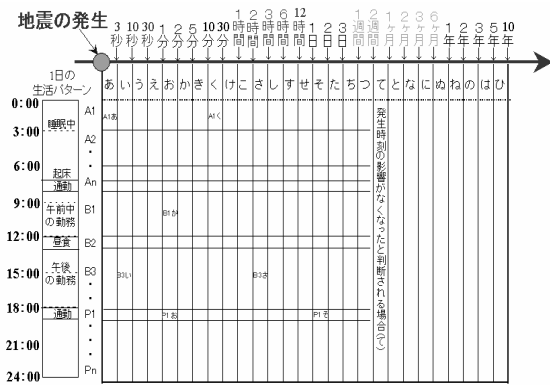 地震の発生
3秒 10秒 30秒 1分 2分 5分 10分 30分 1時間 2時間 3時間 6時間 12時間 1日 2日 3日 1週間 2週間 1ヶ月 2ヶ月 3ヶ月 6ヶ月 1年 2年 3年 5年 10年
1日の
生活パターン
あ い う え お か き く け こ さ し す せ そ た ち つ て と な に ぬ ね の は ひ
0:00
A1
A1あ
A1く
睡眠中
3:00
A2
・
・
6:00
起床
An
通勤
9:00
午前中
の勤務
B1
B1か
12:00
昼食
B2
午後
の勤務
15:00
B3
B3い
B3さ
・
・
18:00
通勤
P1
P1お
P1そ
・
・
21:00
24:00
Pn
発生時刻の影響がなくなったと判断される場合(て)